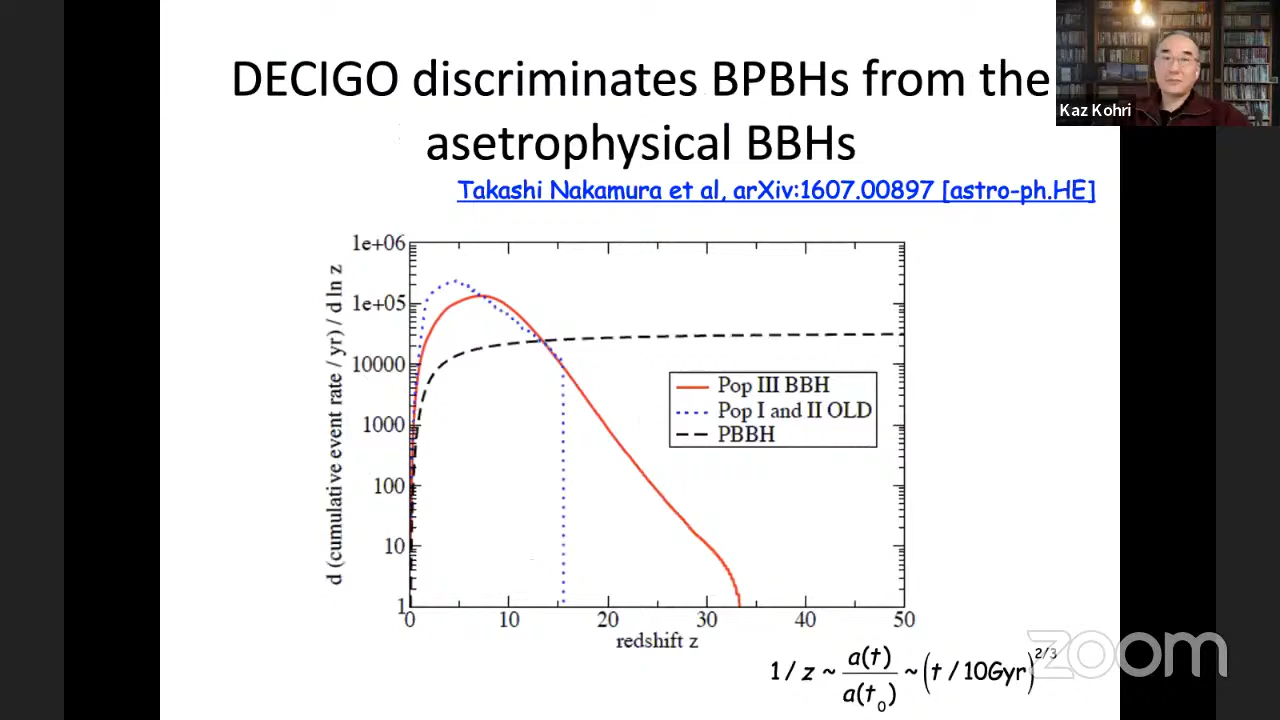 DECIGO discriminates BPBHs from the
asetrophysical BBHs
Takashi Nakamura et al, arXiv:1607.00897 [astro-ph.HE]
Kaz Kohri
d (cumulative event rate / yr) / d ln z
1e+06
1e+05
10000
1000
100
10
1
Pop III BBH
Pop I and II OLD
PBBH
0 10 20 30 40 50
redshift z
1/z ~ a(t)/a(t₀) ~ (t / 10Gyr)^2/3
zoom